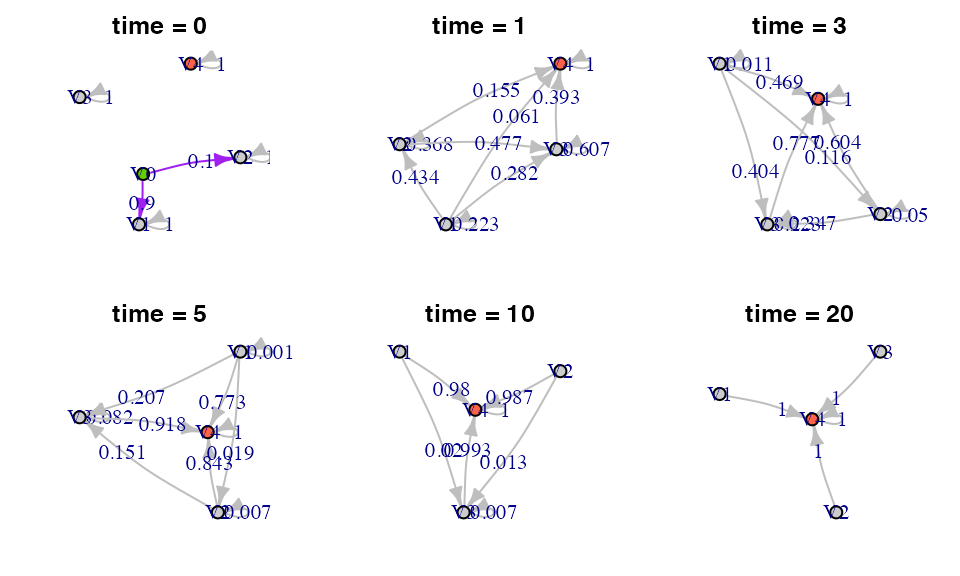 time = 0
V4 1
V3 1
0.1 V2
V0
0.9
V1 1
time = 1
V4 1
0.155 0.393
0.061
V2 0.368 0.477 V3 0.607
0.434 0.282
V1 0.223
time = 3
V1 0.011
0.469
V4 1
0.777 0.604
0.116
0.404
V2 0.05
V3 0.223 0.347
time = 5
V1 0.001
0.207
0.773
V3 0.082 0.918 V4 1
0.151 0.019
0.843
V2 0.007
time = 10
V1
V2
0.98 0.987
V4 1
0.02 0.993
0.013
V3 0.007
time = 20
V3
V1
1
1 V4 1
1
V2